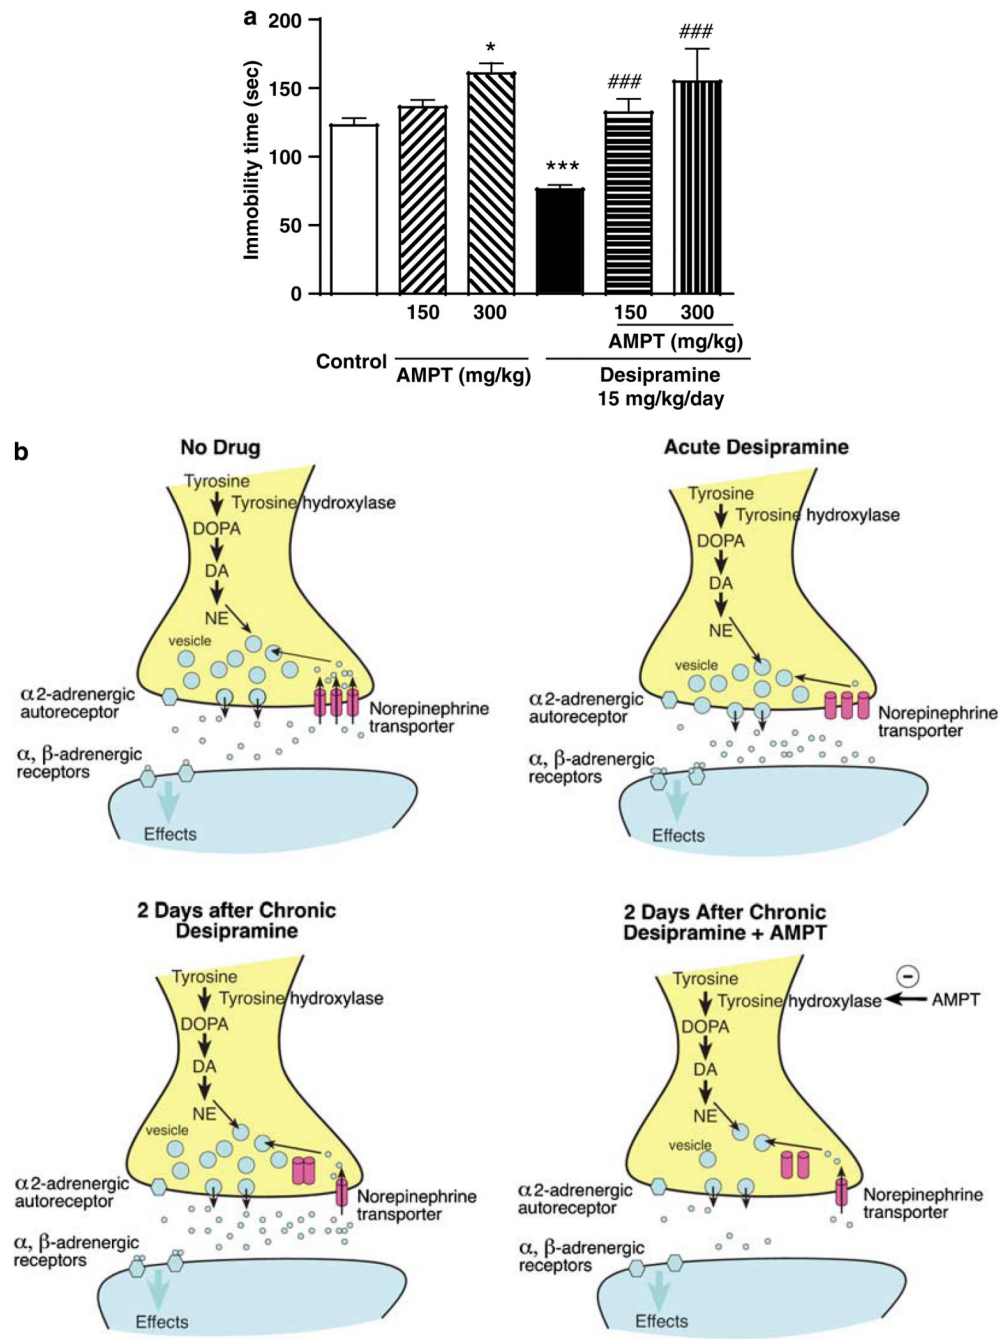 a
200
150
100
50
0
Immobility time (sec)
*
***
###
###
150
300
150
300
AMPT (mg/kg)
Control
AMPT (mg/kg)
Desipramine
15 mg/kg/day
b
No Drug
Tyrosine
Tyrosine hydroxylase
DOPA
DA
NE
vesicle
α2-adrenergic
autoreceptor
Norepinephrine
transporter
α, β-adrenergic
receptors
Effects
Acute Desipramine
Tyrosine
Tyrosine hydroxylase
DOPA
DA
NE
vesicle
α2-adrenergic
autoreceptor
Norepinephrine
transporter
α, β-adrenergic
receptors
Effects
2 Days after Chronic
Desipramine
Tyrosine
Tyrosine hydroxylase
DOPA
DA
NE
vesicle
α2-adrenergic
autoreceptor
Norepinephrine
transporter
α, β-adrenergic
receptors
Effects
2 Days After Chronic
Desipramine + AMPT
Tyrosine
Tyrosine hydroxylase
−
AMPT
DOPA
DA
NE
vesicle
α2-adrenergic
autoreceptor
Norepinephrine
transporter
α, β-adrenergic
receptors
Effects